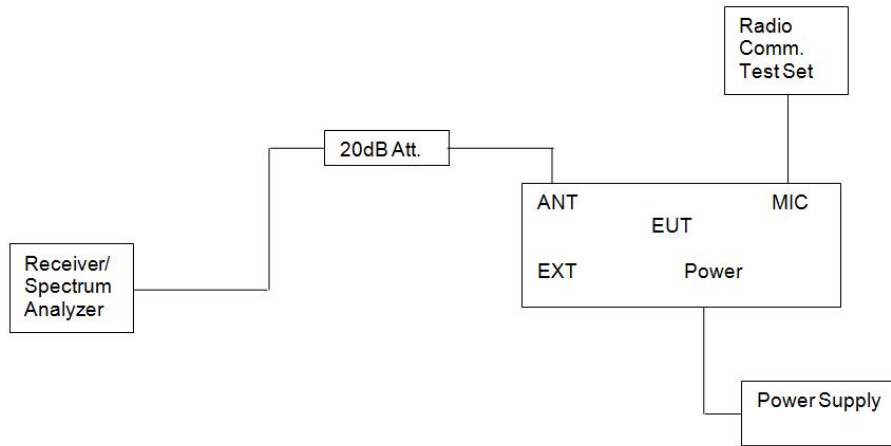 Radio
Comm.
Test Set
20dB Att.
ANT
MIC
EUT
Receiver/
Spectrum
Analyzer
EXT
Power
Power Supply